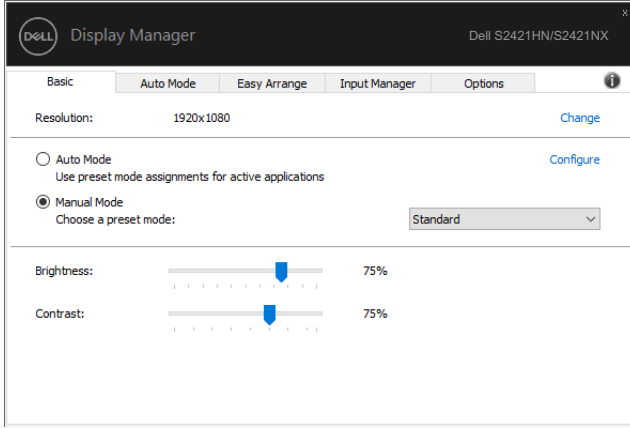 x
DELL Display Manager Dell S2421HN/S2421NX
Basic Auto Mode Easy Arrange Input Manager Options i
Resolution: 1920x1080 Change
Auto Mode Configure
Use preset mode assignments for active applications
Manual Mode
Choose a preset mode: Standard
Brightness: 75%
Contrast: 75%